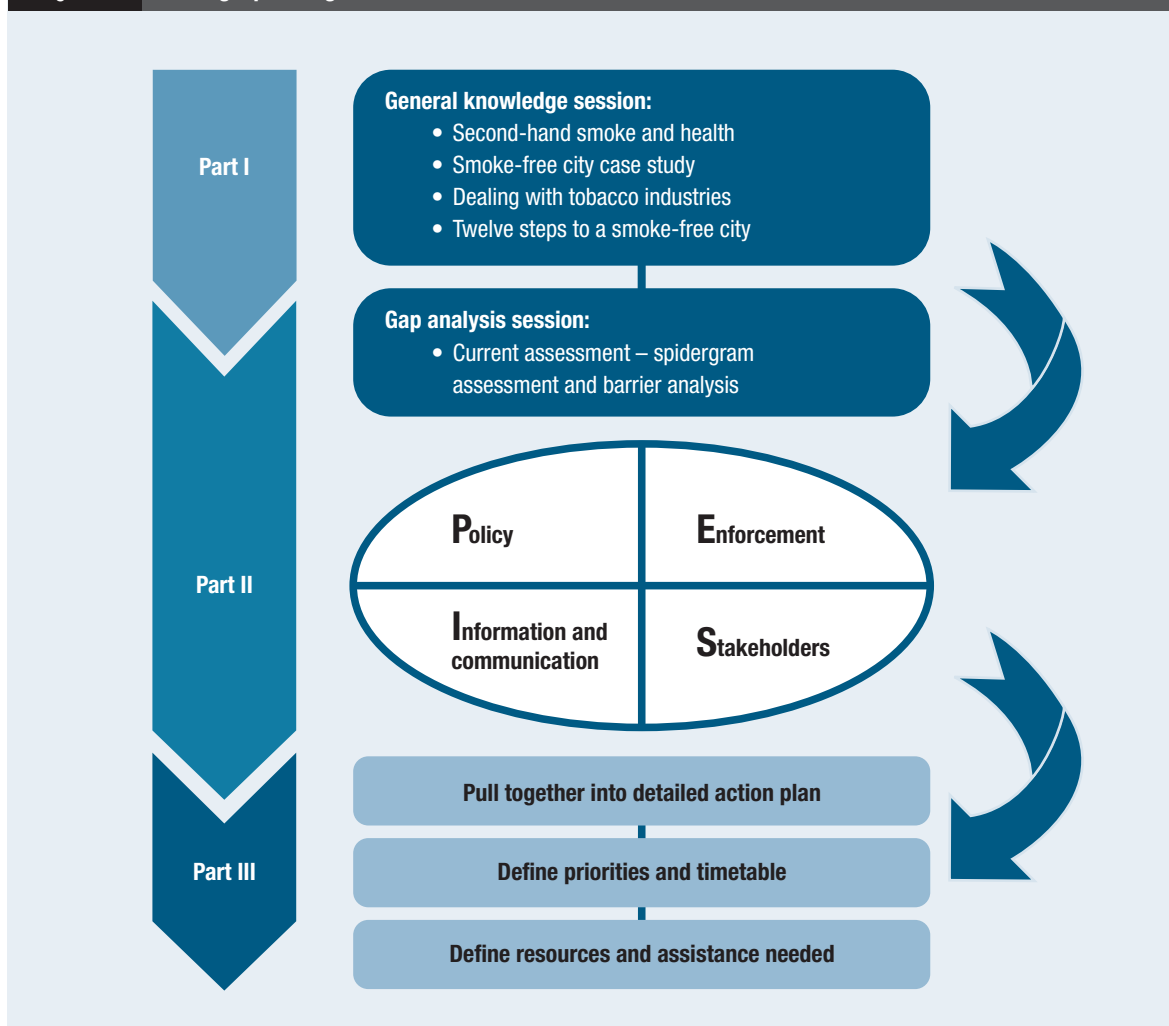 Part I
General knowledge session:
• Second-hand smoke and health
• Smoke-free city case study
• Dealing with tobacco industries
• Twelve steps to a smoke-free city
Gap analysis session:
• Current assessment – spidergram
assessment and barrier analysis
Part II
Policy
Enforcement
Information and
communication
Stakeholders
Part III
Pull together into detailed action plan
Define priorities and timetable
Define resources and assistance needed